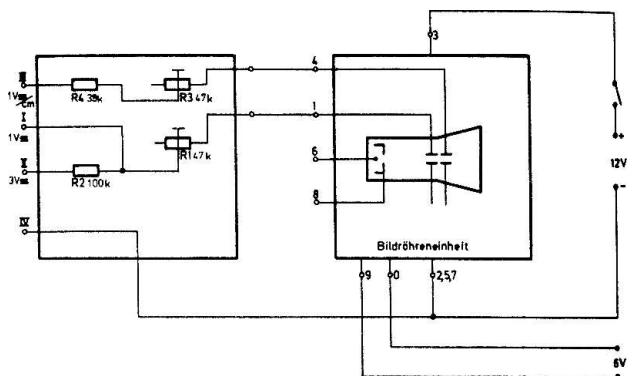 3
III
1V= /cm
R4 39k
R3 47k
4
I
1V=
R1 47k
1
II
3V=
R2 100k
6
8
+
12V
-
IV
Bildröhreneinheit
9
0
2,5,7
6V